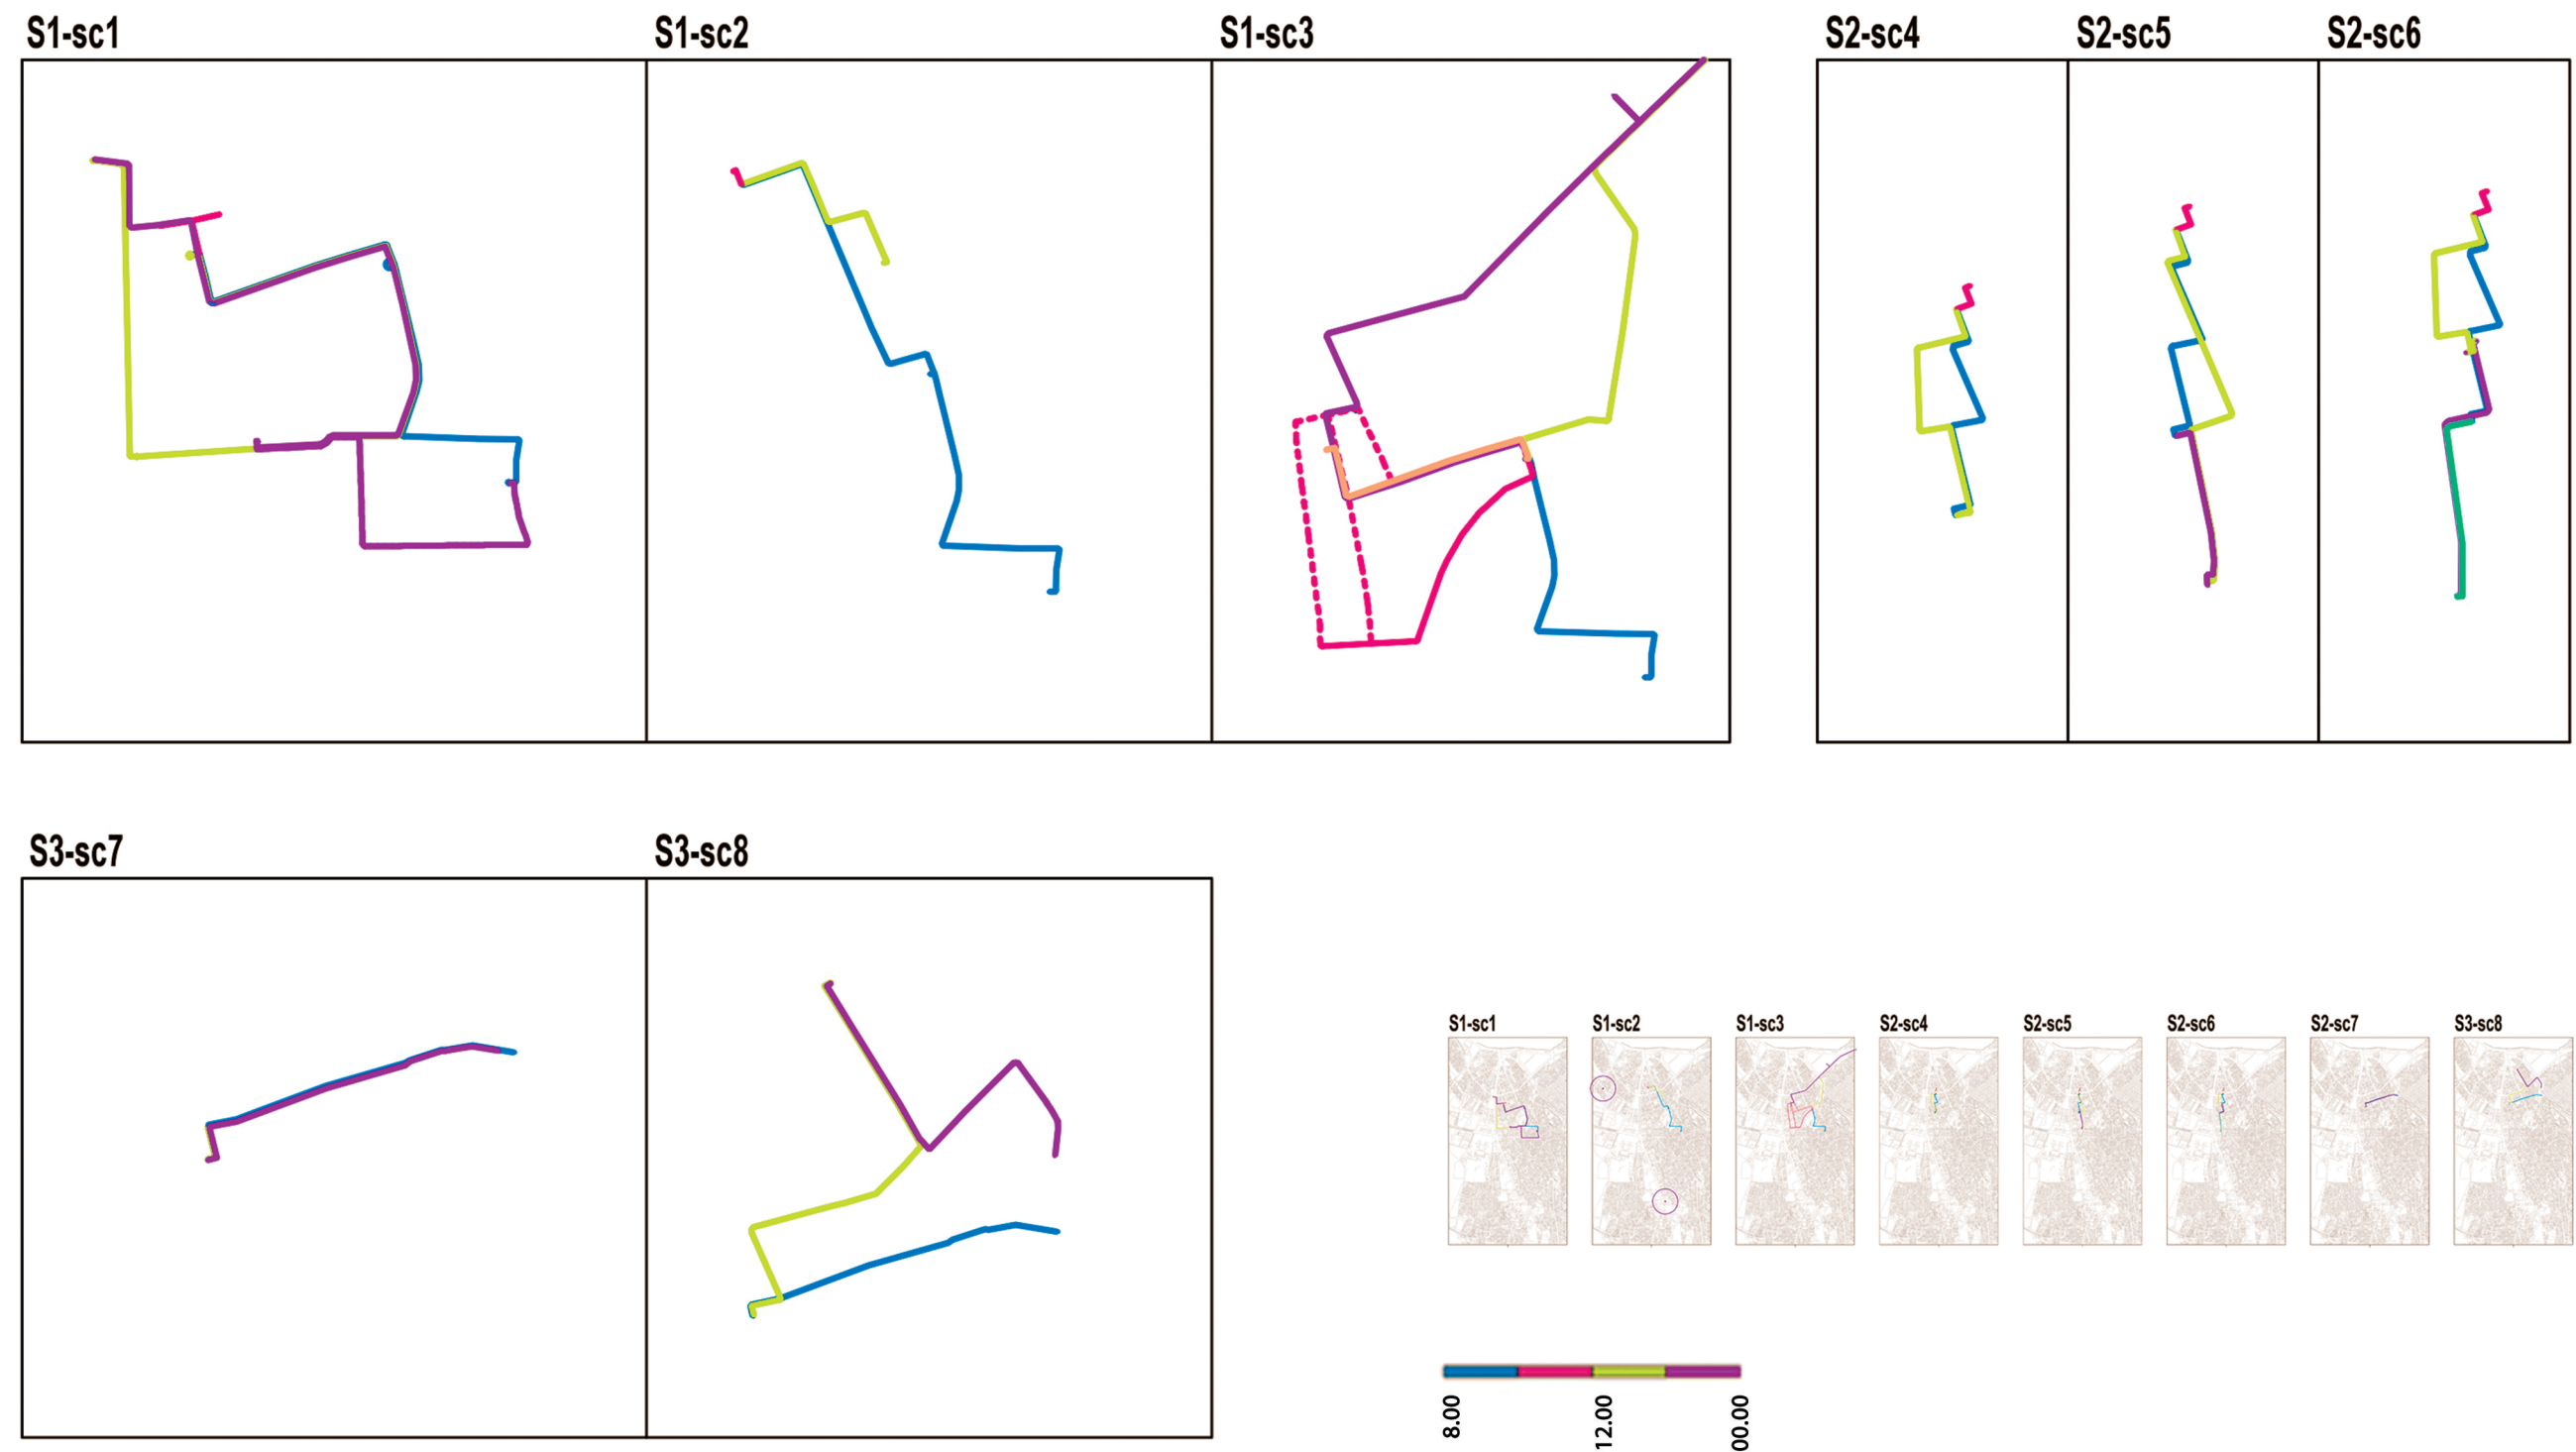 S1-sc1 S1-sc2 S1-sc3 S2-sc4 S2-sc5 S2-sc6
S3-sc7 S3-sc8
S1-sc1 S1-sc2 S1-sc3 S2-sc4 S2-sc5 S2-sc6 S2-sc7 S3-sc8
8.00 12.00 00.00